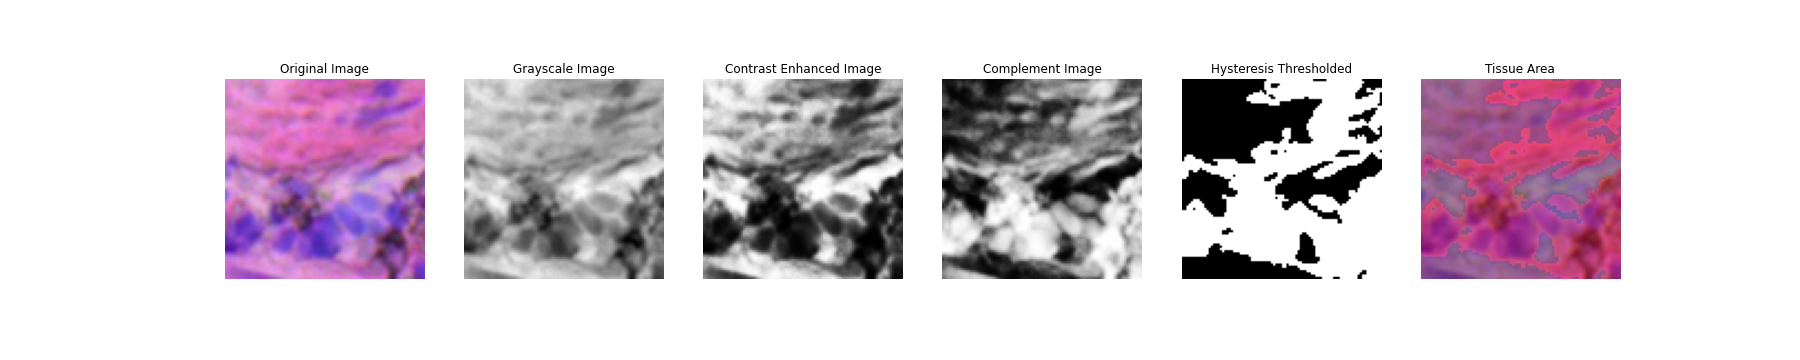 Original Image
Grayscale Image
Contrast Enhanced Image
Complement Image
Hysteresis Thresholded
Tissue Area